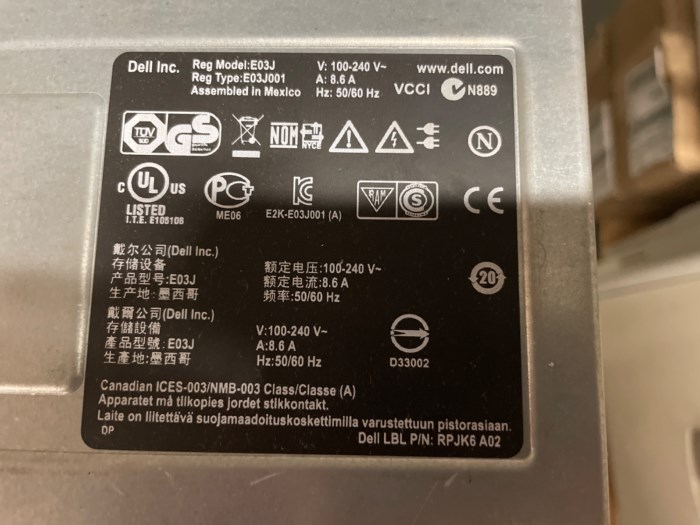 Dell Inc.
Reg Model:E03J
Reg Type:E03J001
Assembled in Mexico
V: 100-240 V~
A: 8.6 A
Hz: 50/60 Hz
www.dell.com
VCCI
N889
TÜV
GS
NOM
NYCE
N
C UL US
LISTED
I.T.E. E105108
PCT
ME06
E2K-E03J001 (A)
S
CE
戴尔公司(Dell Inc.)
存储设备
产品型号:E03J
生产地:墨西哥
额定电压:100-240 V~
额定电流:8.6 A
频率:50/60 Hz
20
戴爾公司(Dell Inc.)
存儲設備
產品型號:E03J
生產地:墨西哥
V:100-240 V~
A:8.6 A
Hz:50/60 Hz
D33002
Canadian ICES-003/NMB-003 Class/Classe (A)
Apparatet må tilkoples jordet stikkontakt.
Laite on liitettävä suojamaadoituskoskettimilla varustettuun pistorasiaan.
DP
Dell LBL P/N: RPJK6 A02